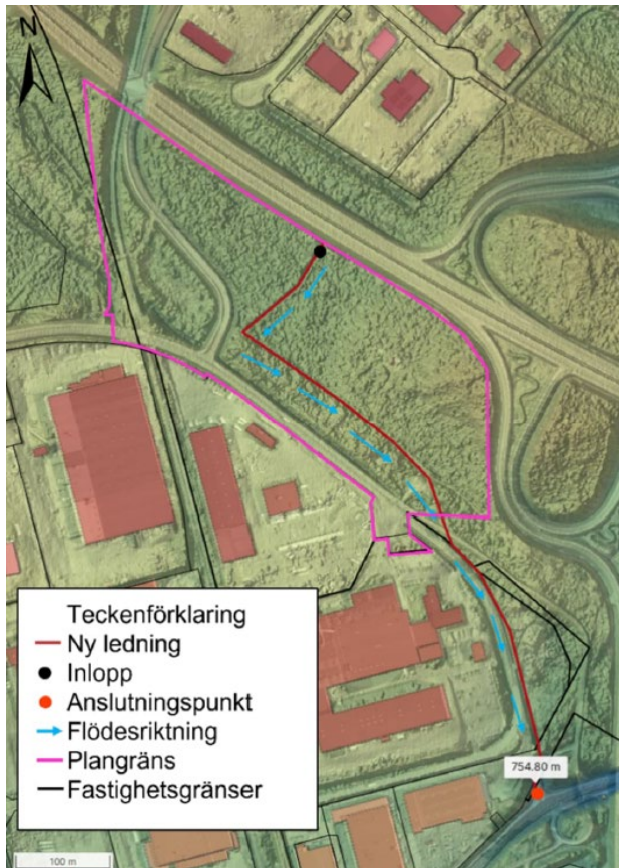 N
Teckenförklaring
Ny ledning
Inlopp
Anslutningspunkt
Flödesriktning
Plangräns
Fastighetsgränser
754.80 m
100 m